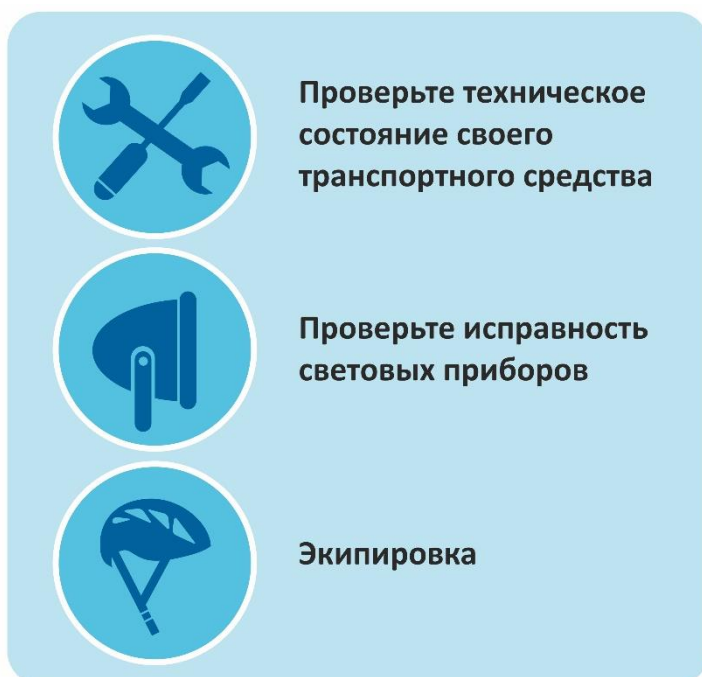 Проверьте техническое
состояние своего
транспортного средства
Проверьте исправность
световых приборов
Экипировка